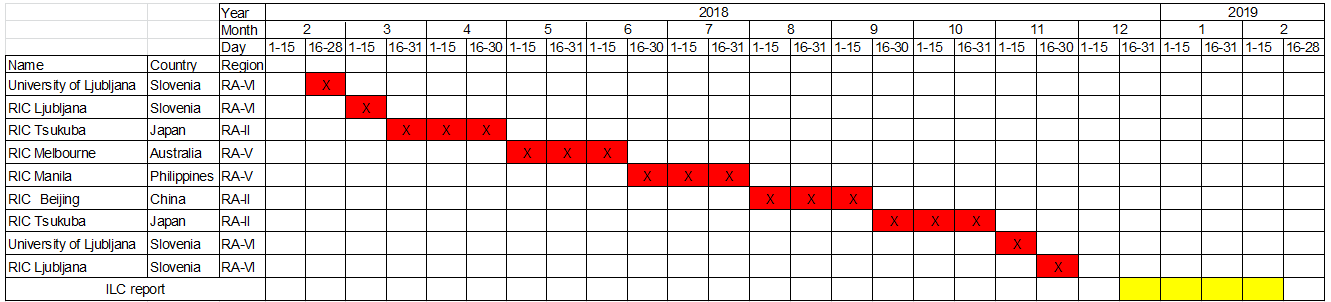 Year 2018 2019
Month 2 3 4 5 6 7 8 9 10 11 12 1 2
Day 1-15 16-28 1-15 16-31 1-15 16-30 1-15 16-31 1-15 16-30 1-15 16-31 1-15 16-31 1-15 16-30 1-15 16-31 1-15 16-30 1-15 16-31 1-15 16-31 1-15 16-28
Name Country Region
University of Ljubljana Slovenia RA-VI X
RIC Ljubljana Slovenia RA-VI X
RIC Tsukuba Japan RA-II X X X
RIC Melbourne Australia RA-V X X X
RIC Manila Philippines RA-V X X X
RIC Beijing China RA-II X X X
RIC Tsukuba Japan RA-II X X X
University of Ljubljana Slovenia RA-VI X
RIC Ljubljana Slovenia RA-VI X
ILC report